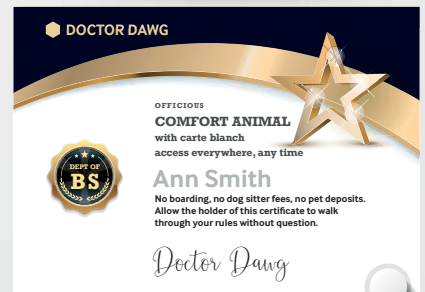 DOCTOR DAWG
OFFICIOUS
COMFORT ANIMAL
with carte blanch
access everywhere, any time
DEPT OF
BS
Ann Smith
No boarding, no dog sitter fees, no pet deposits.
Allow the holder of this certificate to walk
through your rules without question.
Doctor Dawg